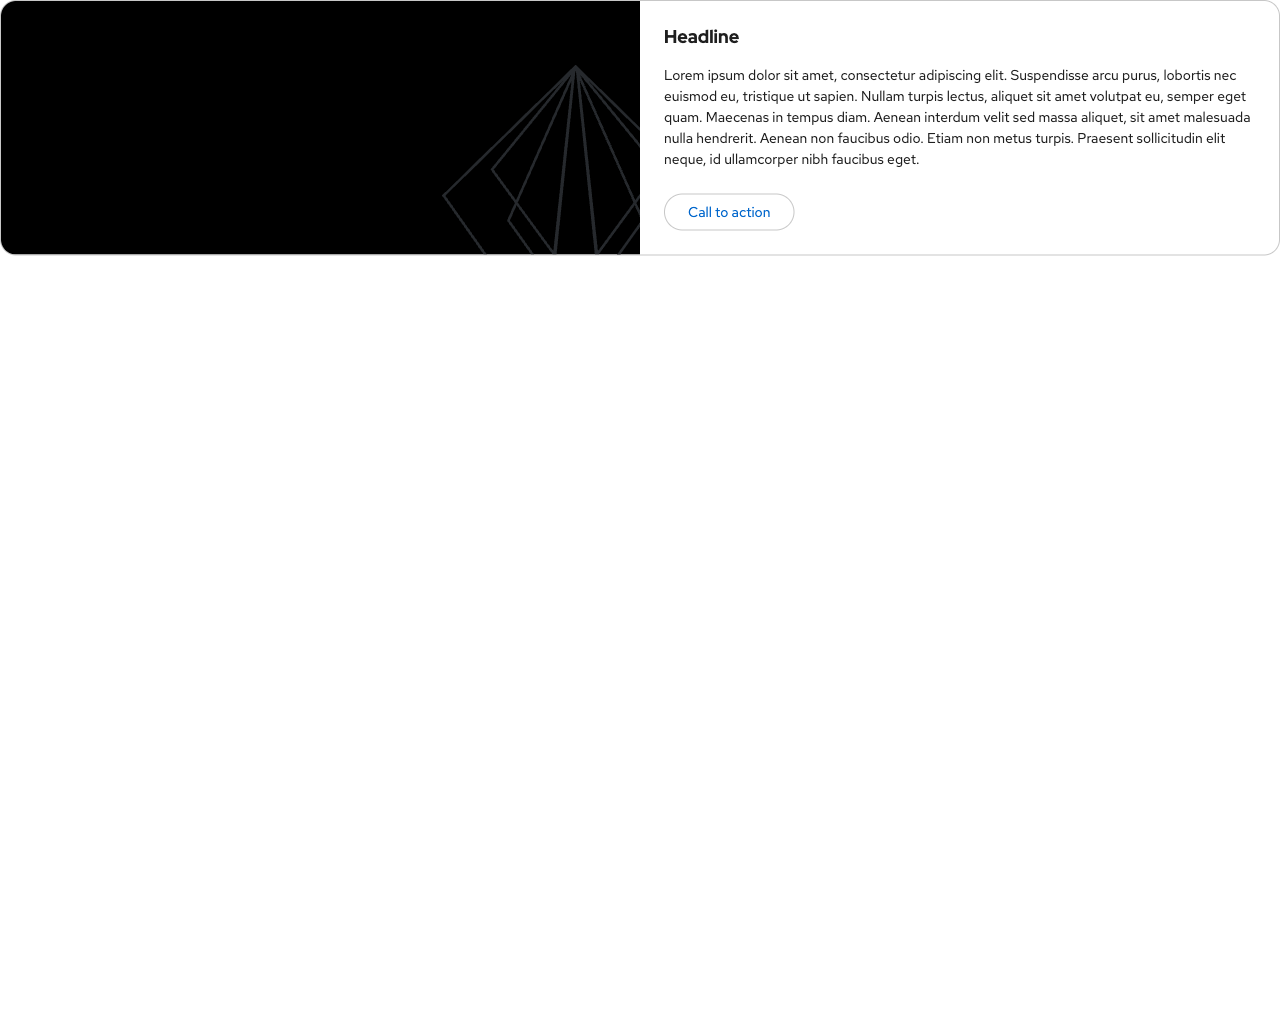 Headline
Lorem ipsum dolor sit amet, consectetur adipiscing elit. Suspendisse arcu purus, lobortis nec
euismod eu, tristique ut sapien. Nullam turpis lectus, aliquet sit amet volutpat eu, semper eget
quam. Maecenas in tempus diam. Aenean interdum velit sed massa aliquet, sit amet malesuada
nulla hendrerit. Aenean non faucibus odio. Etiam non metus turpis. Praesent sollicitudin elit
neque, id ullamcorper nibh faucibus eget.
Call to action